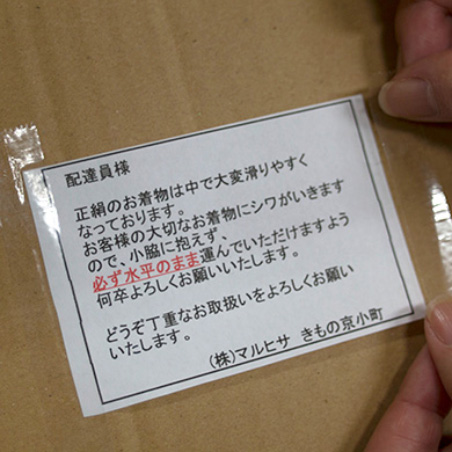 配達員様
正絹のお着物は中で大変滑りやすく
なっております。
お客様の大切なお着物にシワがいきます
ので、小脇に抱えず、
必ず水平のまま運んでいただけますよう
何卒よろしくお願いいたします。
どうぞ丁重なお取扱いをよろしくお願い
いたします。
(株)マルヒサ きもの京小町